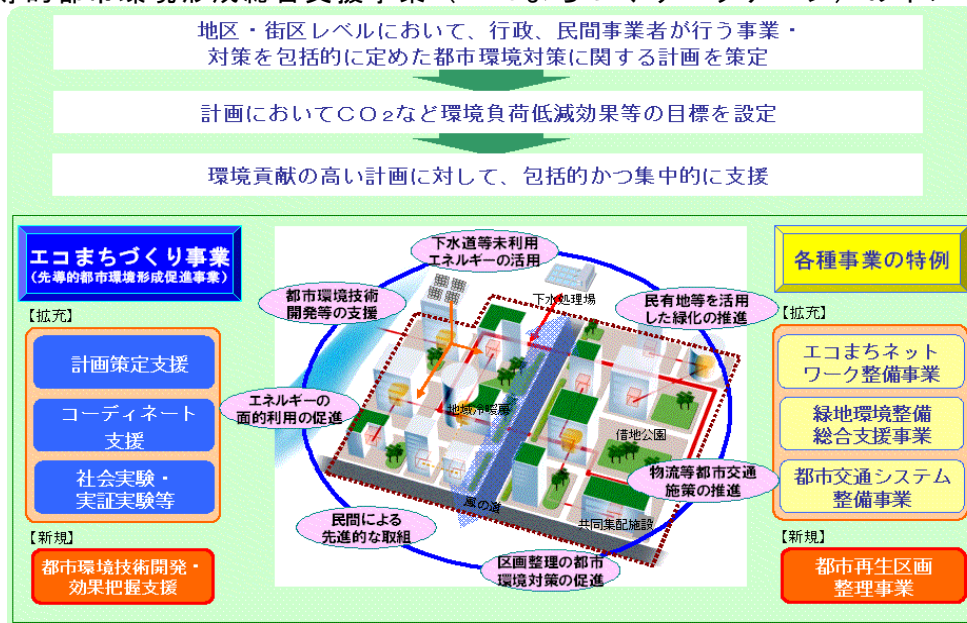 的都市環境形成総合支援事業
地区・街区レベルにおいて、行政、民間事業者が行う事業・
対策を包括的に定めた都市環境対策に関する計画を策定
計画においてCO2など環境負荷低減効果等の目標を設定
環境貢献の高い計画に対して、包括的かつ集中的に支援
エコまちづくり事業
(先導的都市環境形成促進事業)
【拡充】
計画策定支援
コーディネート
支援
社会実験・
実証実験等
【新規】
都市環境技術開発・
効果把握支援
下水道等未利用
エネルギーの活用
都市環境技術
開発等の支援
下水処理場
民有地等を活用
した緑化の推進
エネルギーの
面的利用の促進
地域冷暖房
借地公園
物流等都市交通
施策の推進
風の道
民間による
先進的な取組
共同集配施設
区画整理の都市
環境対策の促進
各種事業の特例
【拡充】
エコまちネット
ワーク整備事業
緑地環境整備
総合支援事業
都市交通システム
整備事業
【新規】
都市再生区画
整理事業